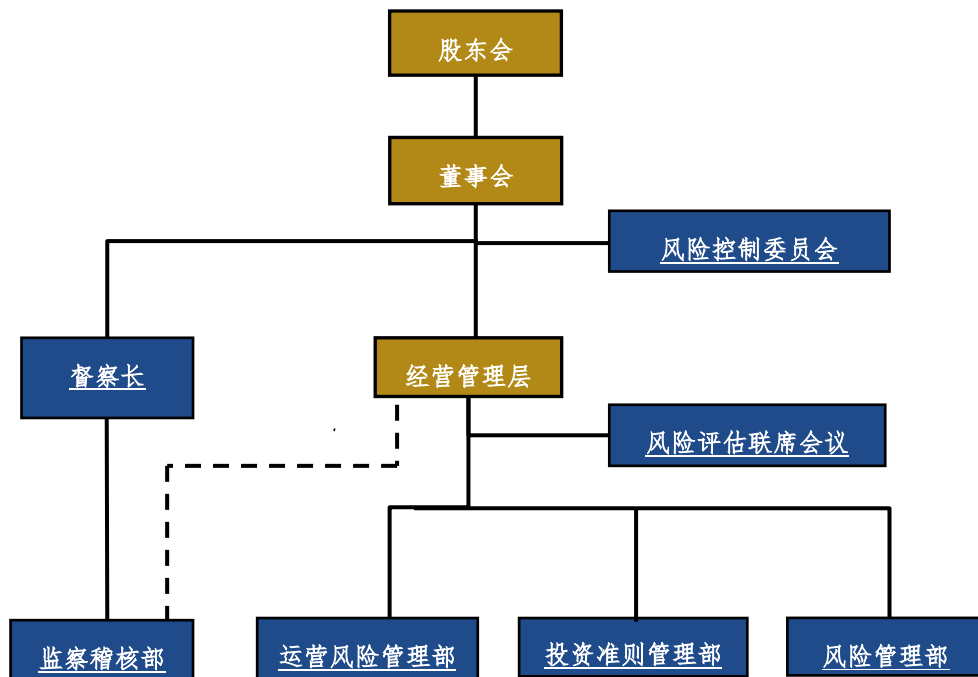 股东会
董事会
风险控制委员会
督察长
经营管理层
风险评估联席会议
监察稽核部
运营风险管理部
投资准则管理部
风险管理部